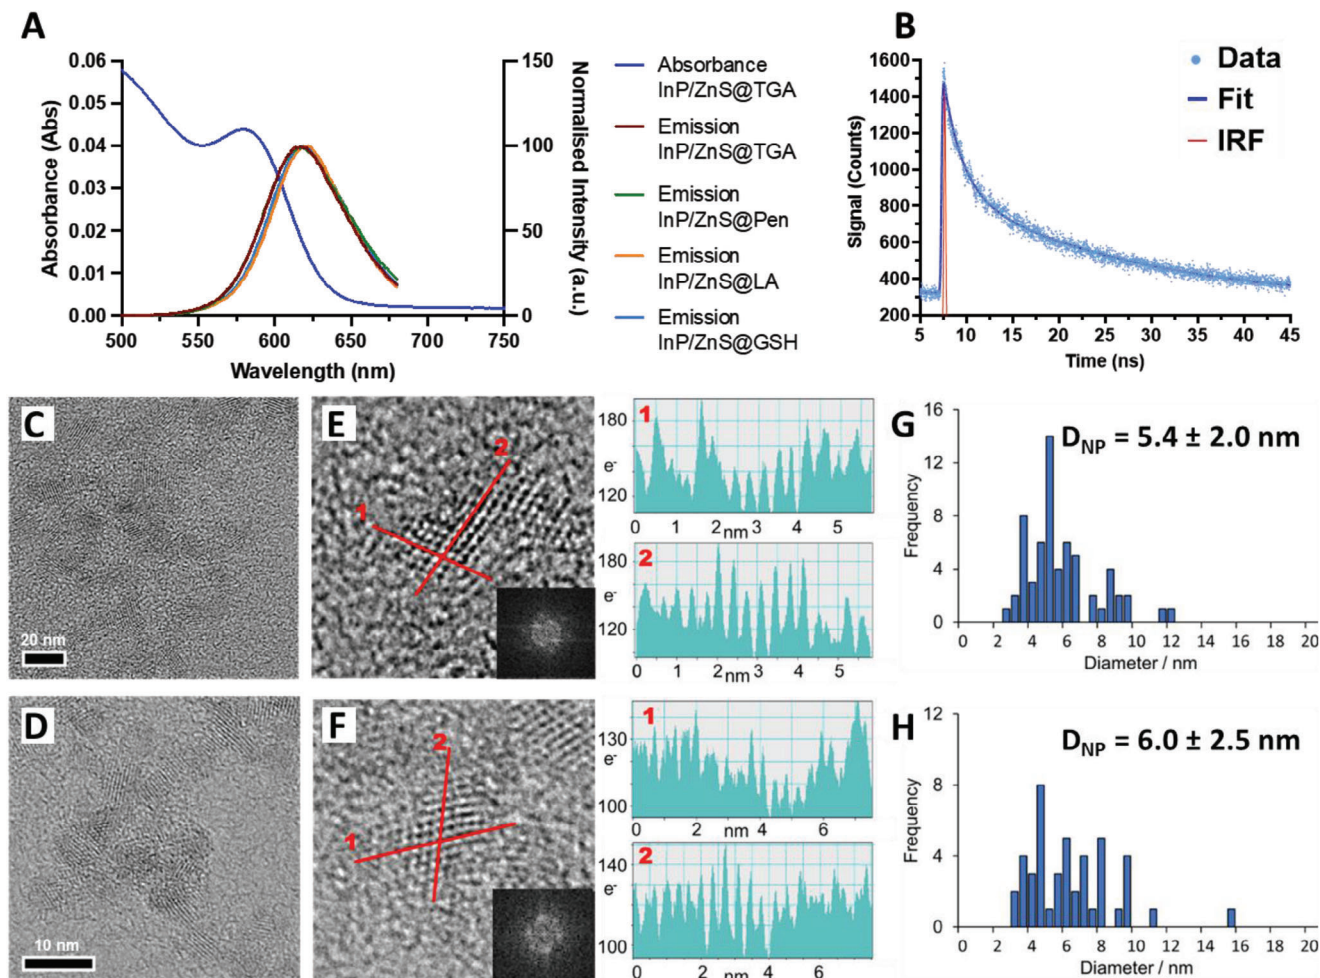 A
0.06
0.05
0.04
0.03
0.02
0.01
0.00
Absorbance (Abs)
150
100
50
0
Normalised Intensity (a.u.)
500 550 600 650 700 750
Wavelength (nm)
Absorbance
InP/ZnS@TGA
Emission
InP/ZnS@TGA
Emission
InP/ZnS@Pen
Emission
InP/ZnS@LA
Emission
InP/ZnS@GSH
B
1600
1400
1200
1000
800
600
400
200
Signal (Counts)
5 10 15 20 25 30 35 40 45
Time (ns)
Data
Fit
IRF
C
20 nm
E
1
2
1
180
e-
120
0 1 2 nm 3 4 5
2
180
e-
120
0 1 2 nm 3 4 5
G
DNP = 5.4 ± 2.0 nm
16
12
8
4
0
Frequency
0 2 4 6 8 10 12 14 16 18 20
Diameter / nm
D
10 nm
F
1
2
1
130
e-
100
0 2 nm 4 6
2
140
e-
100
0 2 nm 4 6
H
DNP = 6.0 ± 2.5 nm
12
8
4
0
Frequency
0 2 4 6 8 10 12 14 16 18 20
Diameter / nm